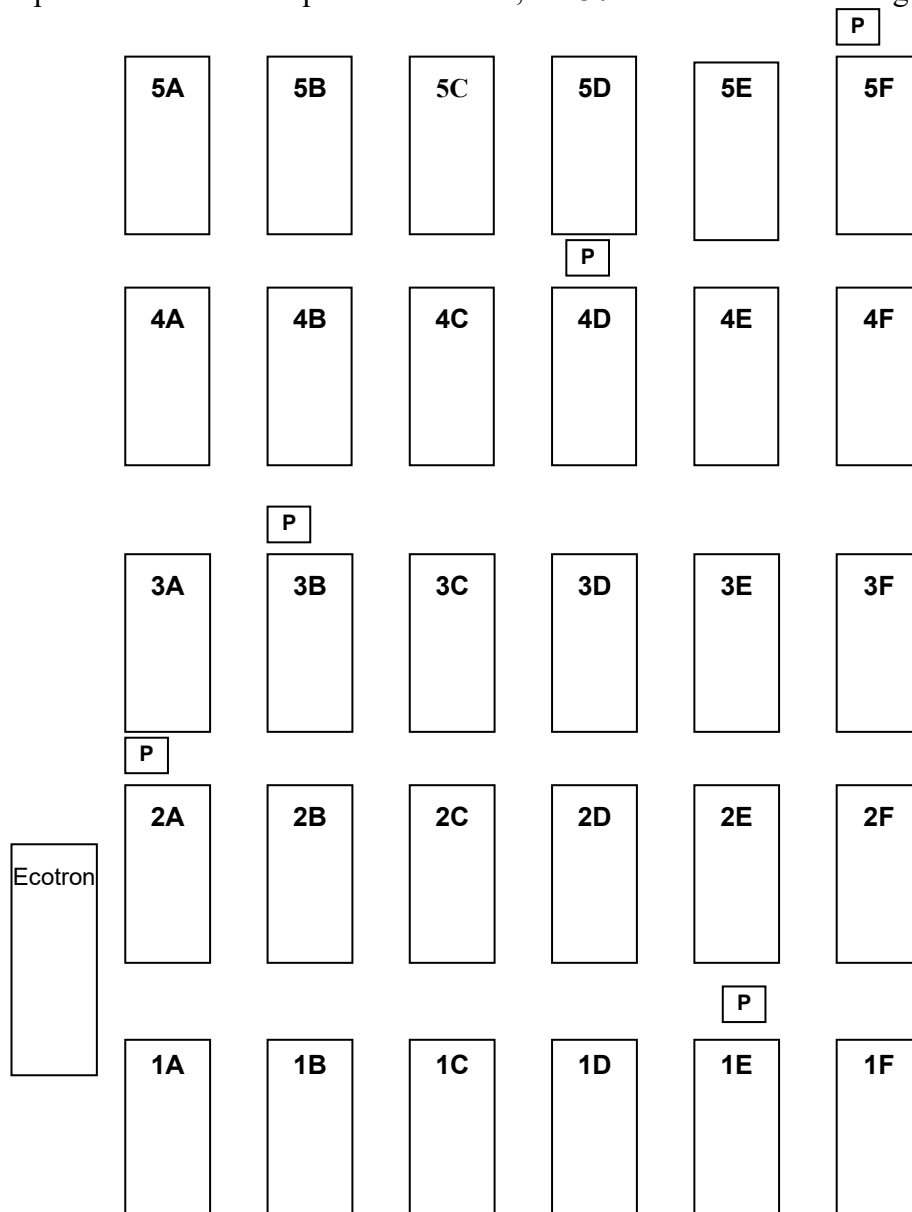 P
5A 5B 5C 5D 5E 5F
P
4A 4B 4C 4D 4E 4F
P
3A 3B 3C 3D 3E 3F
P
2A 2B 2C 2D 2E 2F
Ecotron
P
1A 1B 1C 1D 1E 1F